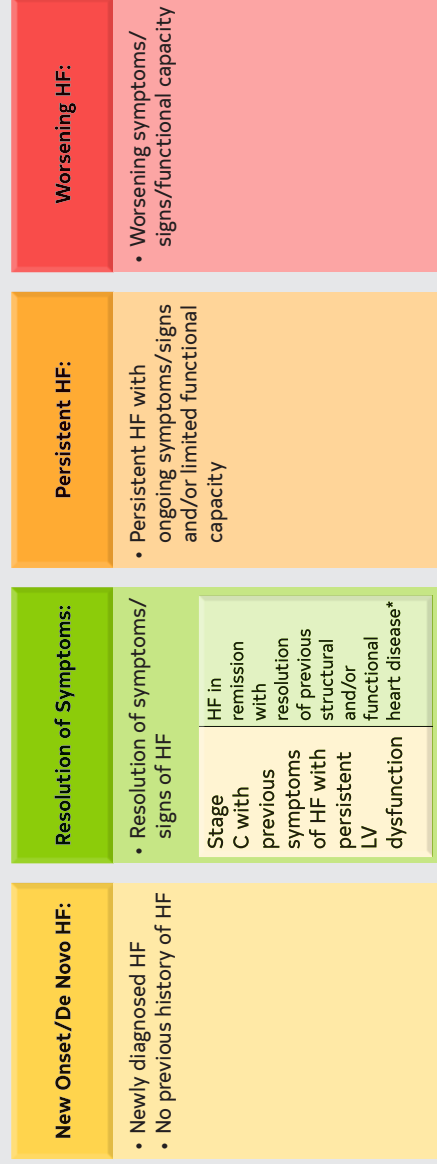 New Onset/De Novo HF:
• Newly diagnosed HF
• No previous history of HF
Resolution of Symptoms:
• Resolution of symptoms/
signs of HF
Stage
C with
previous
symptoms
of HF with
persistent
LV
dysfunction
HF in
remission
with
resolution
of previous
structural
and/or
functional
heart disease*
Persistent HF:
• Persistent HF with
ongoing symptoms/signs
and/or limited functional
capacity
Worsening HF:
• Worsening symptoms/
signs/functional capacity